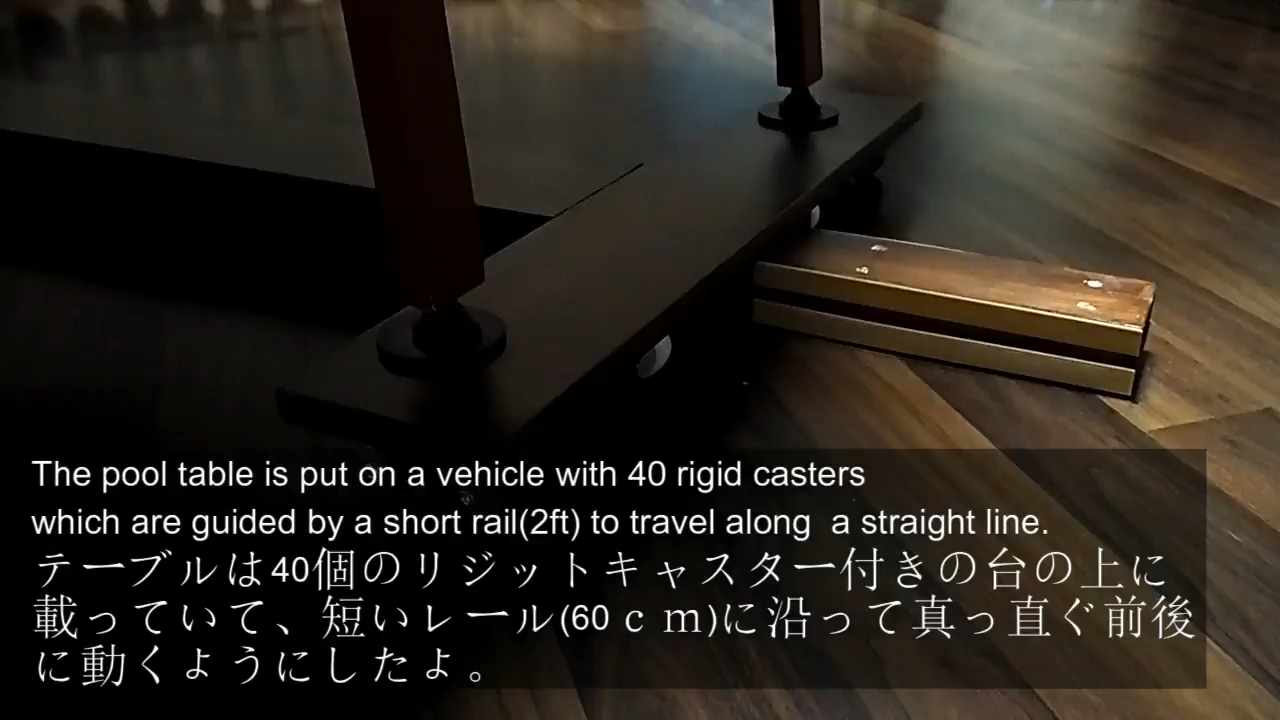 The pool table is put on a vehicle with 40 rigid casters
which are guided by a short rail(2ft) to travel along  a straight line.
テーブルは40個のリジットキャスター付きの台の上に
載っていて、短いレール(60ｃｍ)に沿って真っ直ぐ前後
に動くようにしたよ。